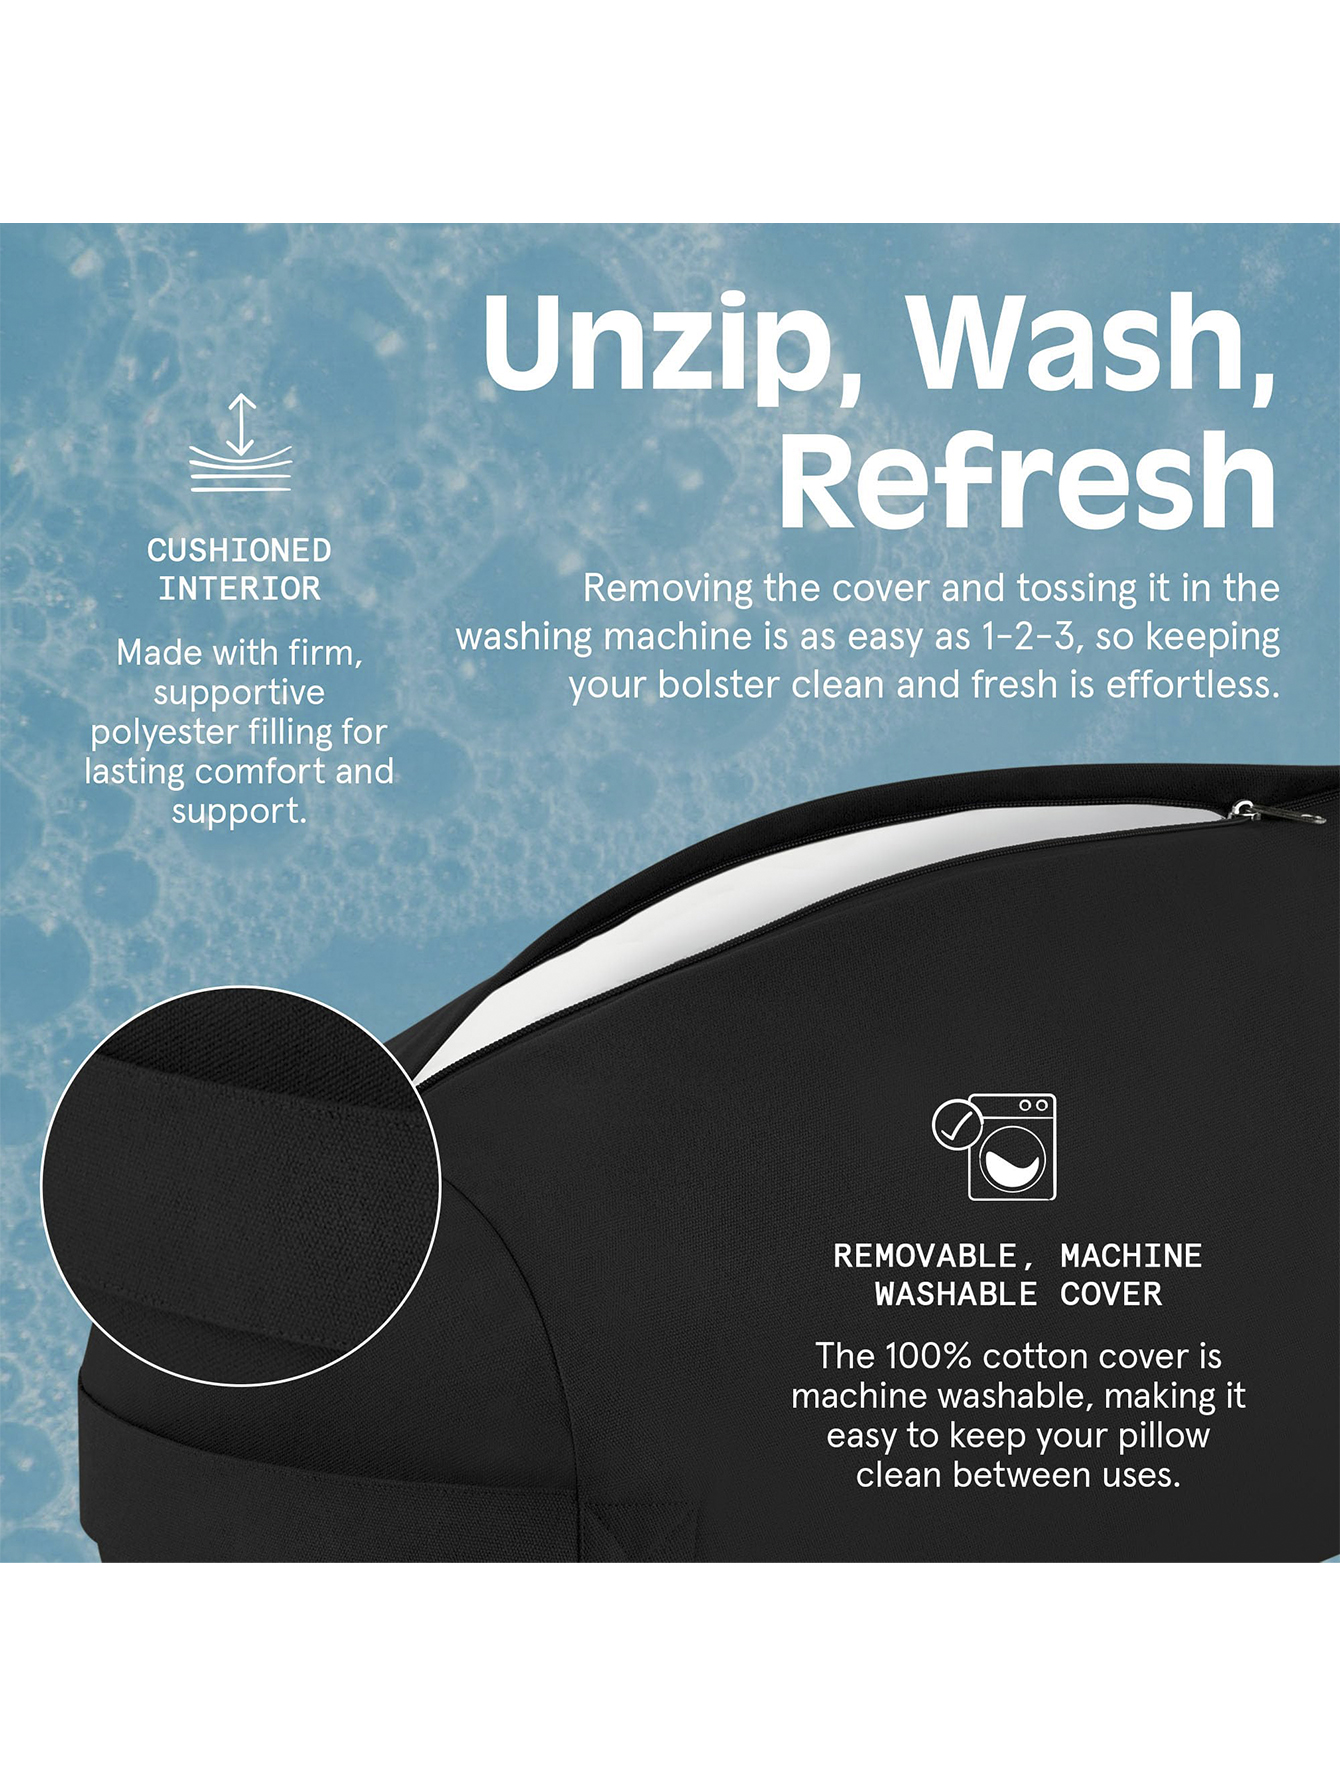 Unzip, Wash,
Refresh
Removing the cover and tossing it in the
washing machine is as easy as 1-2-3, so keeping
your bolster clean and fresh is effortless.
CUSHIONED
INTERIOR
Made with firm,
supportive
polyester filling for
lasting comfort and
support.
REMOVABLE, MACHINE
WASHABLE COVER
The 100% cotton cover is
machine washable, making it
easy to keep your pillow
clean between uses.